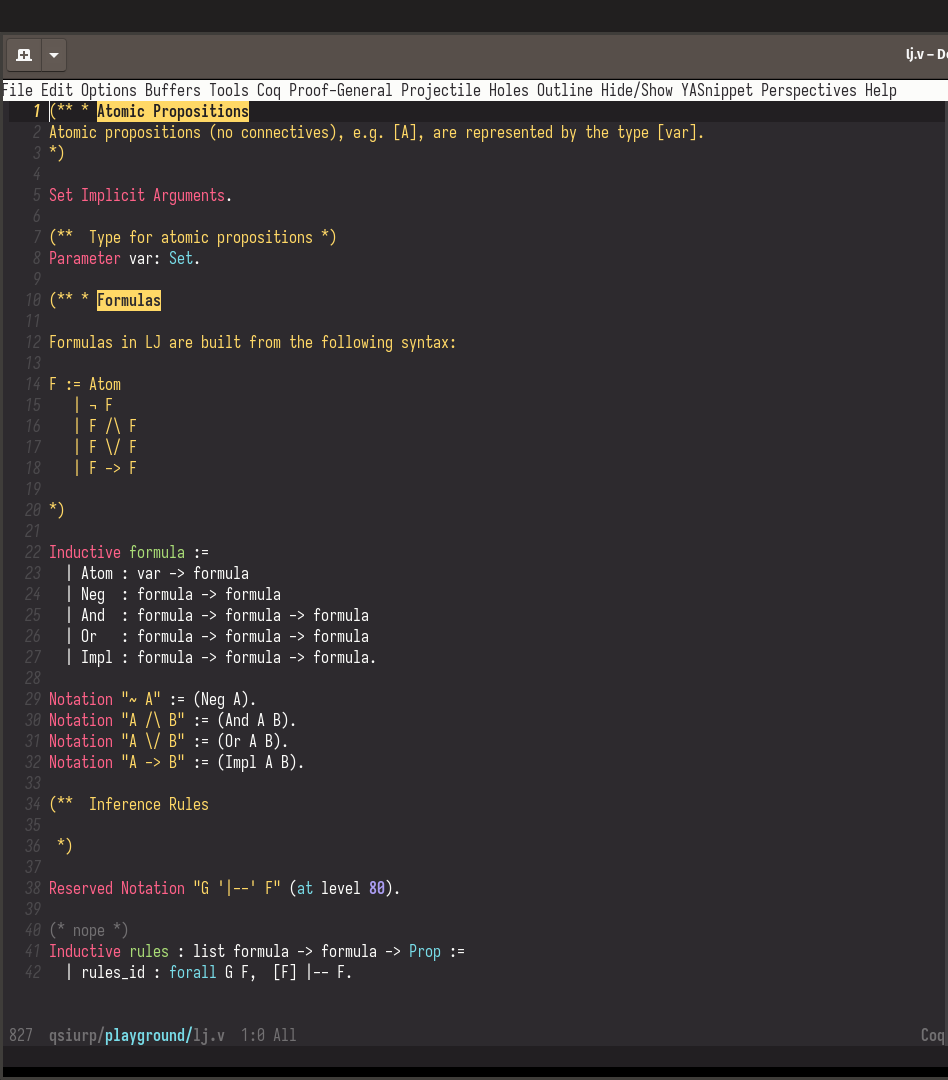 lj.v – D
File Edit Options Buffers Tools Coq Proof-General Projectile Holes Outline Hide/Show YASnippet Perspectives Help
1 (** * Atomic Propositions
2 Atomic propositions (no connectives), e.g. [A], are represented by the type [var].
3 *)
4
5 Set Implicit Arguments.
6
7 (**  Type for atomic propositions *)
8 Parameter var: Set.
9
10 (** * Formulas
11
12 Formulas in LJ are built from the following syntax:
13
14 F := Atom
15    | ¬ F
16    | F /\ F
17    | F \/ F
18    | F -> F
19
20 *)
21
22 Inductive formula :=
23   | Atom : var -> formula
24   | Neg  : formula -> formula
25   | And  : formula -> formula -> formula
26   | Or   : formula -> formula -> formula
27   | Impl : formula -> formula -> formula.
28
29 Notation "~ A" := (Neg A).
30 Notation "A /\ B" := (And A B).
31 Notation "A \/ B" := (Or A B).
32 Notation "A -> B" := (Impl A B).
33
34 (**  Inference Rules
35
36  *)
37
38 Reserved Notation "G '|--' F" (at level 80).
39
40 (* nope *)
41 Inductive rules : list formula -> formula -> Prop :=
42   | rules_id : forall G F,  [F] |-- F.
827  qsiurp/playground/lj.v  1:0 All Coq